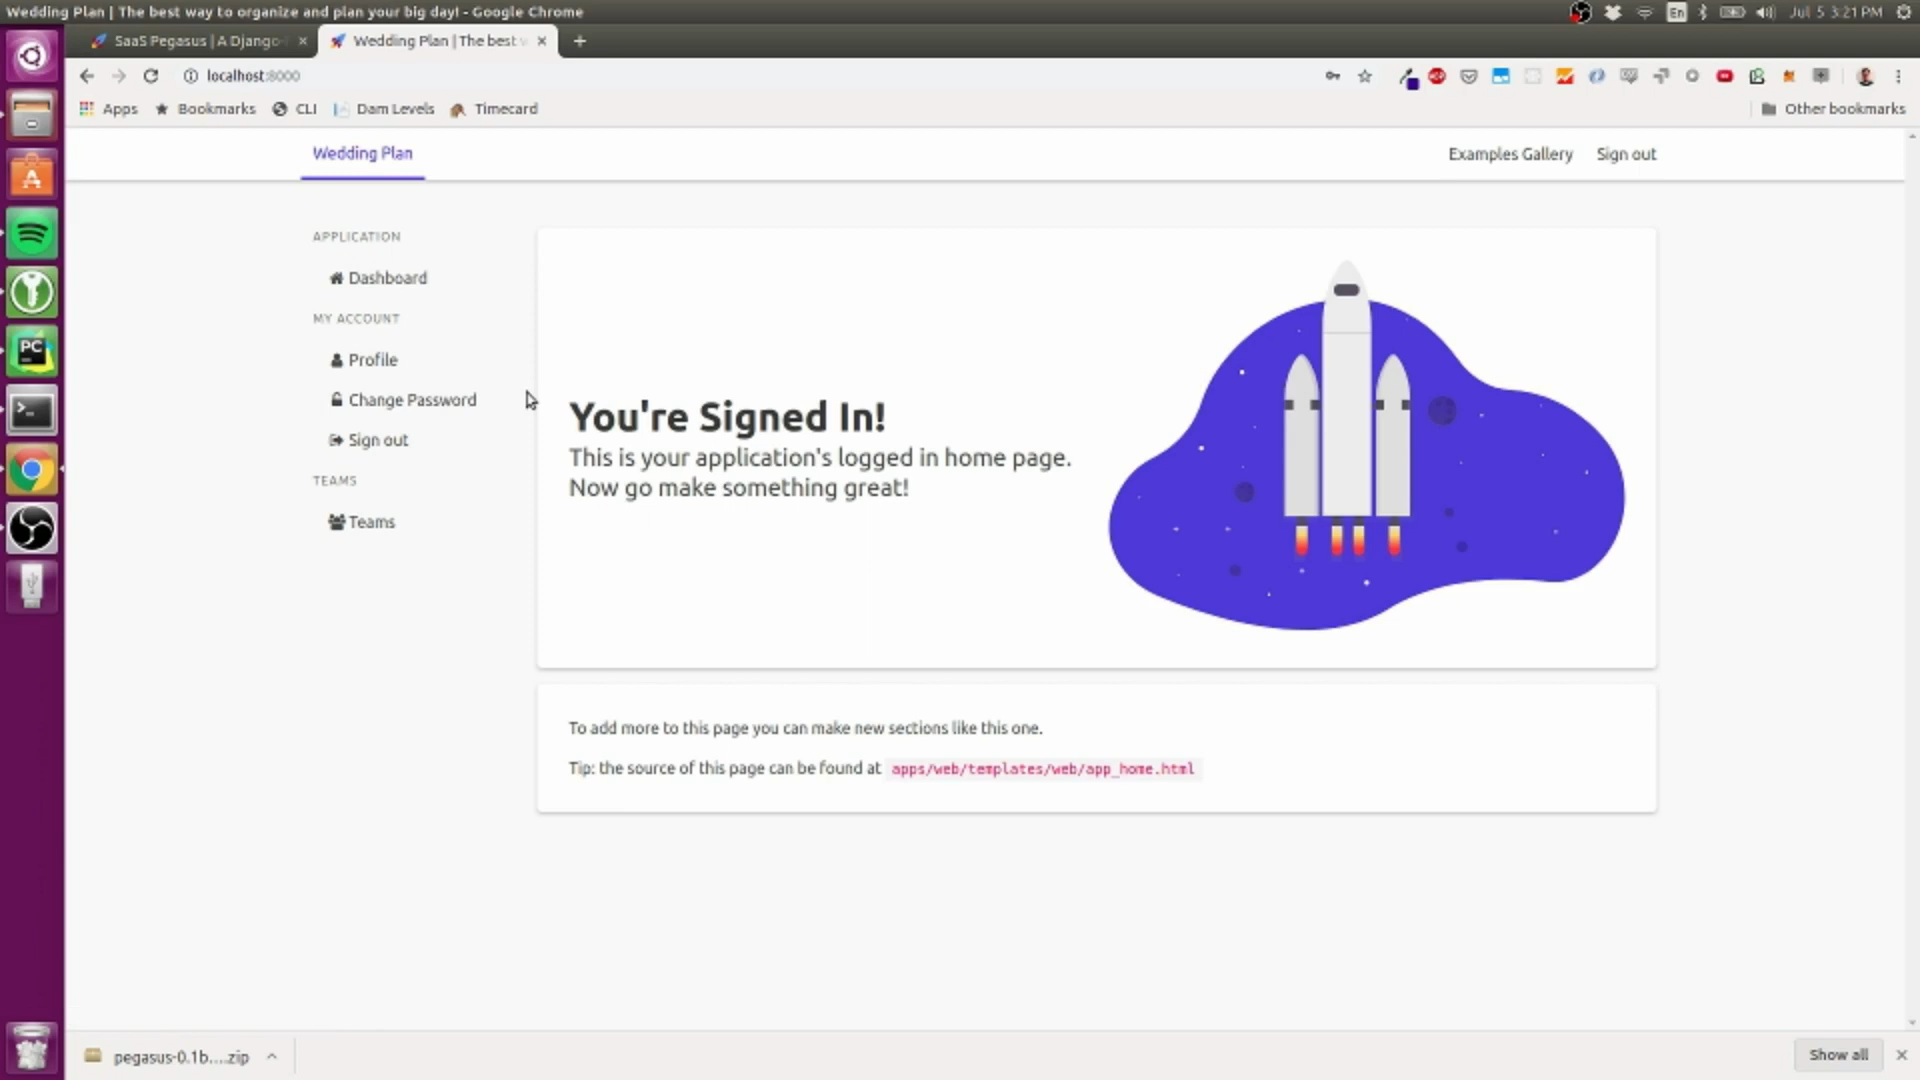 Wedding Plan | The best way to organize and plan your big day! - Google Chrome
En
Jul 5 3:21 PM
SaaS Pegasus | A Django-
Wedding Plan | The best w
localhost:8000
Apps
Bookmarks
CLI
Dam Levels
Timecard
Other bookmarks
Wedding Plan
Examples Gallery
Sign out
APPLICATION
Dashboard
MY ACCOUNT
Profile
Change Password
Sign out
TEAMS
Teams
You're Signed In!
This is your application's logged in home page.
Now go make something great!
To add more to this page you can make new sections like this one.
Tip: the source of this page can be found at apps/web/templates/web/app_home.html
PC
pegasus-0.1b....zip
Show all